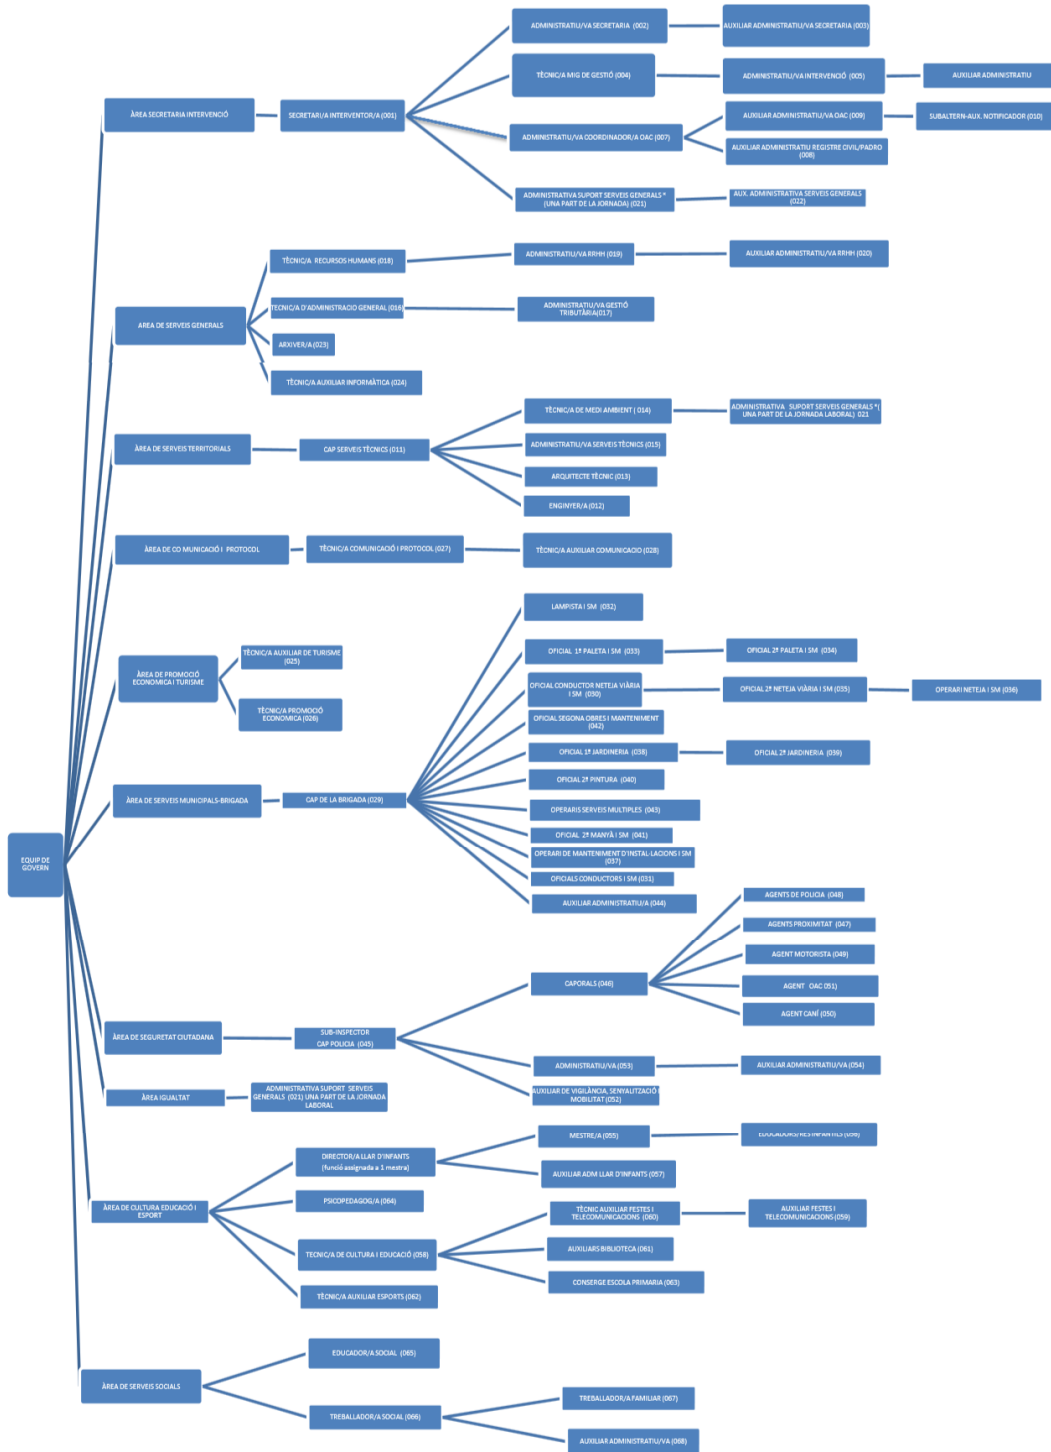 ADMINISTRATIU/VA SECRETARIA (002)
AUXILIAR ADMINISTRATIU/VA SECRETARIA (003)
TÈCNIC/A MIG DE GESTIÓ (004)
ADMINISTRATIU/VA INTERVENCIÓ (005)
AUXILIAR ADMINISTRATIU
ÀREA SECRETARIA INTERVENCIÓ
SECRETARI/A INTERVENTOR/A (001)
ADMINISTRATIU/VA COORDINADOR/A OAC (007)
AUXILIAR ADMINISTRATIU/VA OAC (009)
SUBALTERN-AUX. NOTIFICADOR (010)
AUXILIAR ADMINISTRATIU REGISTRE CIVIL/PADRO
(008)
ADMINISTRATIVA SUPORT SERVEIS GENERALS *
(UNA PART DE LA JORNADA) (021)
AUX. ADMINISTRATIVA SERVEIS GENERALS
(022)
TÈCNIC/A RECURSOS HUMANS (018)
ADMINISTRATIU/VA RRHH (019)
AUXILIAR ADMINISTRATIU/VA RRHH (020)
AREA DE SERVEIS GENERALS
TECNIC/A D'ADMINISTRACIO GENERAL (016)
ADMINISTRATIU/VA GESTIÓ
TRIBUTÀRIA(017)
ARXIVER/A (023)
TÈCNIC/A AUXILIAR INFORMÀTICA (024)
ÀREA DE SERVEIS TERRITORIALS
CAP SERVEIS TÈCNICS (011)
TÈCNIC/A DE MEDI AMBIENT ( 014)
ADMINISTRATIVA SUPORT SERVEIS GENERALS *(
UNA PART DE LA JORNADA LABORAL) 021
ADMINISTRATIU/VA SERVEIS TÈCNICS (015)
ARQUITECTE TÈCNIC (013)
ENGINYER/A (012)
ÀREA DE CO MUNICACIÓ I PROTOCOL
TÈCNIC/A COMUNICACIÓ I PROTOCOL (027)
TÈCNIC/A AUXILIAR COMUNICACIO (028)
ÀREA DE PROMOCIÓ
ECONOMICA I TURISME
TÈCNIC/A AUXILIAR DE TURISME
(025)
TÈCNIC/A PROMOCIÓ
ECONOMICA (026)
ÀREA DE SERVEIS MUNICIPALS-BRIGADA
CAP DE LA BRIGADA (029)
LAMPISTA I SM (032)
OFICIAL 1ª PALETA I SM (033)
OFICIAL 2ª PALETA I SM (034)
OFICIAL CONDUCTOR NETEJA VIÀRIA
I SM (030)
OFICIAL 2ª NETEJA VIÀRIA I SM (035)
OPERARI NETEJA I SM (036)
OFICIAL SEGONA OBRES I MANTENIMENT
(042)
OFICIAL 1ª JARDINERIA (038)
OFICIAL 2ª JARDINERIA (039)
OFICIAL 2ª PINTURA (040)
OPERARIS SERVEIS MULTIPLES (043)
OFICIAL 2ª MANYÀ I SM (041)
OPERARI DE MANTENIMENT D'INSTAL·LACIONS I SM
(037)
OFICIALS CONDUCTORS I SM (031)
AUXILIAR ADMINISTRATIU/A (044)
EQUIP DE
GOVERN
ÀREA DE SEGURETAT CIUTADANA
SUB-INSPECTOR
CAP POLICIA (045)
CAPORALS (046)
AGENTS DE POLICIA (048)
AGENTS PROXIMITAT (047)
AGENT MOTORISTA (049)
AGENT OAC 051)
AGENT CANÍ (050)
ADMINISTRATIU/VA (053)
AUXILIAR ADMINISTRATIU/VA (054)
AUXILIAR DE VIGILÀNCIA, SENYALITZACIÓ I
MOBILITAT (052)
ÀREA IGUALTAT
ADMINISTRATIVA SUPORT SERVEIS
GENERALS (021) UNA PART DE LA JORNADA
LABORAL
ÀREA DE CULTURA EDUCACIÓ I
ESPORT
DIRECTOR/A LLAR D'INFANTS
(funció assignada a 1 mestra)
MESTRE/A (055)
EDUCADORS/RES INFANTILS (056)
AUXILIAR ADM LLAR D'INFANTS (057)
PSICOPEDAGOG/A (064)
TECNIC/A DE CULTURA I EDUCACIÓ (058)
TÈCNIC AUXILIAR FESTES I
TELECOMUNICACIONS (060)
AUXILIAR FESTES I
TELECOMUNICACIONS (059)
AUXILIARS BIBLIOTECA (061)
CONSERGE ESCOLA PRIMARIA (063)
TÈCNIC/A AUXILIAR ESPORTS (062)
ÀREA DE SERVEIS SOCIALS
EDUCADOR/A SOCIAL (065)
TREBALLADOR/A SOCIAL (066)
TREBALLADOR/A FAMILIAR (067)
AUXILIAR ADMINISTRATIU/VA (068)